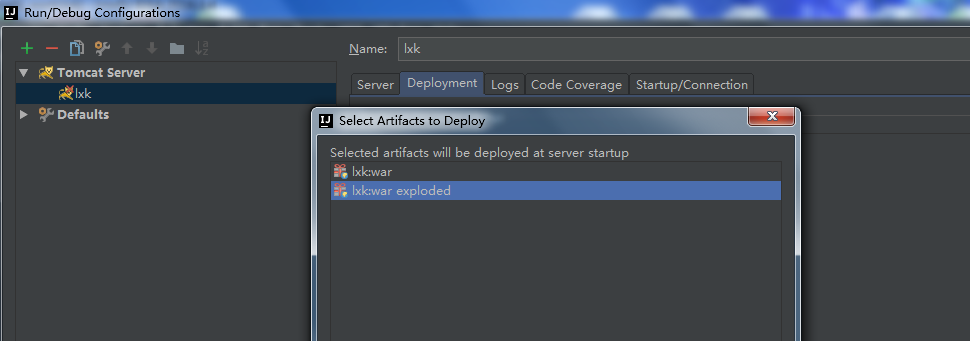 Run/Debug Configurations
Name: lxk
Tomcat Server
lxk
Defaults
Server Deployment Logs Code Coverage Startup/Connection
Select Artifacts to Deploy
Selected artifacts will be deployed at server startup
lxk:war
lxk:war exploded